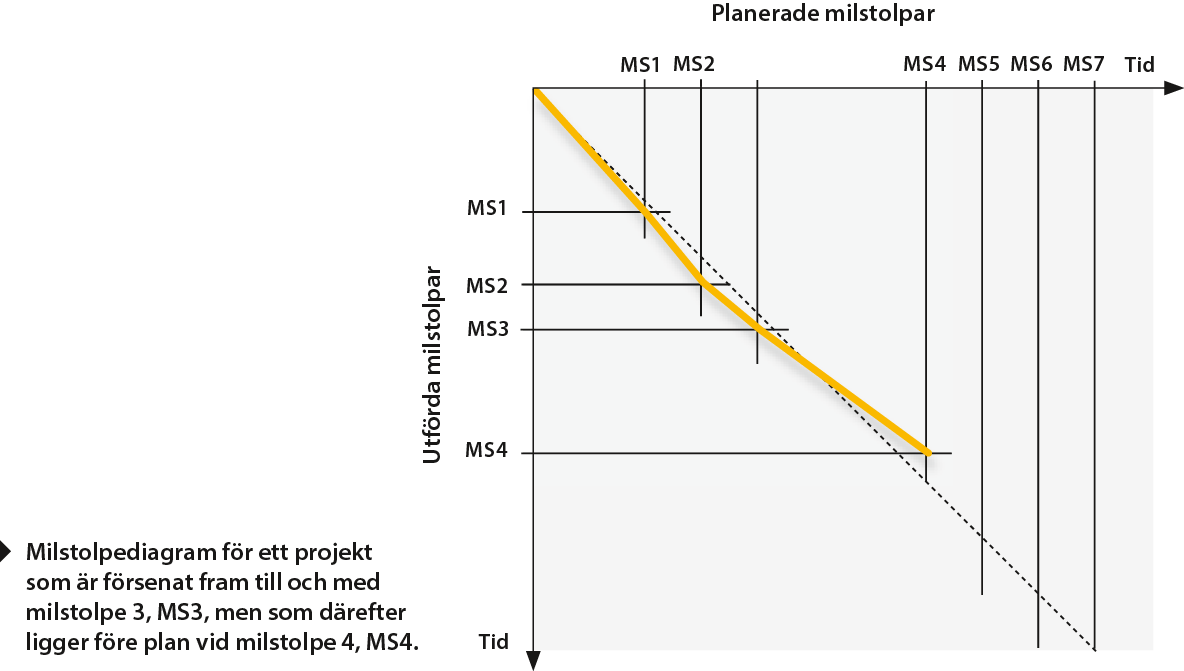 Planerade milstolpar
MS1 MS2 MS4 MS5 MS6 MS7 Tid
MS1
MS2
MS3
MS4
Utförda milstolpar
Tid
Milstolpediagram för ett projekt
som är försenat fram till och med
milstolpe 3, MS3, men som därefter
ligger före plan vid milstolpe 4, MS4.